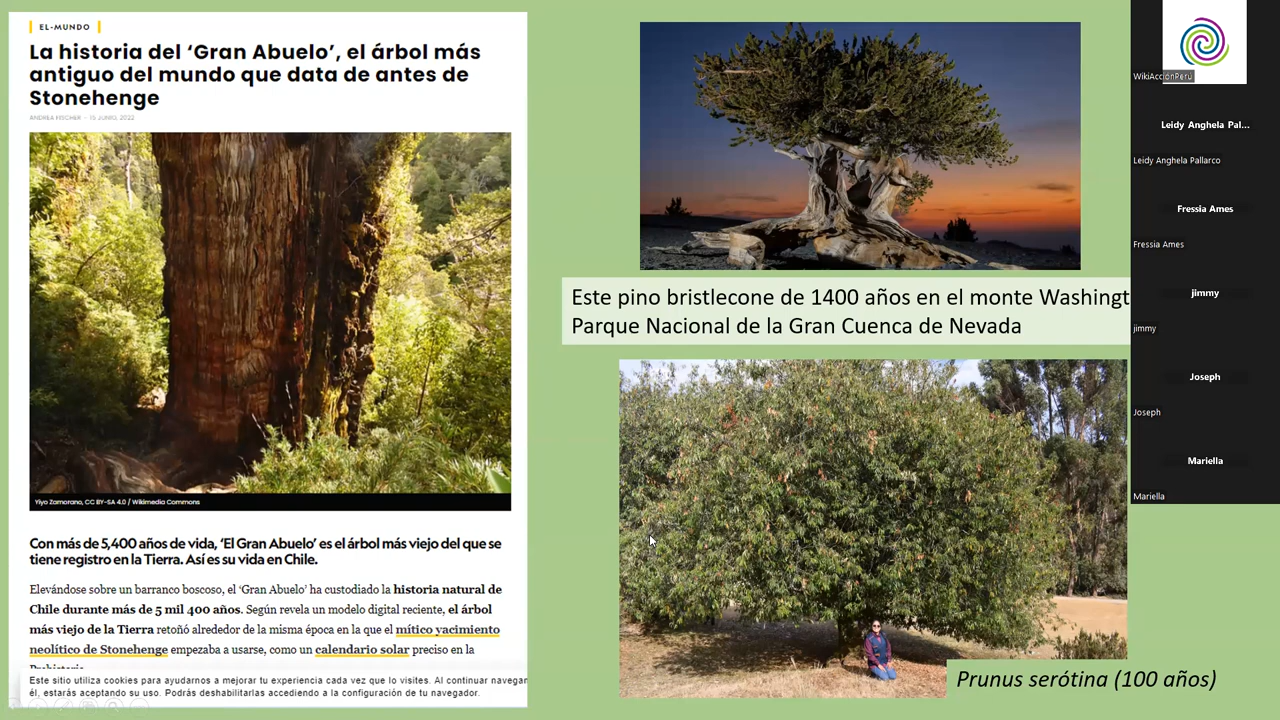 EL-MUNDO
La historia del ‘Gran Abuelo’, el árbol más
antiguo del mundo que data de antes de
Stonehenge
ANDREA FISCHER – 15 JUNIO, 2022
Yiyo Zamorano, CC BY-SA 4.0 / Wikimedia Commons
Con más de 5,400 años de vida, ‘El Gran Abuelo’ es el árbol más viejo del que se
tiene registro en la Tierra. Así es su vida en Chile.
Elevándose sobre un barranco boscoso, el ‘Gran Abuelo’ ha custodiado la historia natural de
Chile durante más de 5 mil 400 años. Según revela un modelo digital reciente, el árbol
más viejo de la Tierra retoñó alrededor de la misma época en la que el mítico yacimiento
neolítico de Stonehenge empezaba a usarse, como un calendario solar preciso en la
Este sitio utiliza cookies para ayudarnos a mejorar tu experiencia cada vez que lo visites. Al continuar navegan
él, estarás aceptando su uso. Podrás deshabilitarlas accediendo a la configuración de tu navegador.
Este pino bristlecone de 1400 años en el monte Washingt
Parque Nacional de la Gran Cuenca de Nevada
Prunus serótina (100 años)
WikiAcciónPerú
Leidy Anghela Pal...
Leidy Anghela Pallarco
Fressia Ames
Fressia Ames
jimmy
jimmy
Joseph
Joseph
Mariella
Mariella